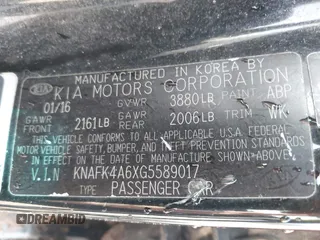 MANUFACTURED IN KOREA BY
KIA KIA MOTORS CORPORATION
01/16 GVWR 3880LB PAINT ABP
GAWR FRONT 2161LB GAWR REAR 2006LB TRIM WK
THIS VEHICLE CONFORMS TO ALL APPLICABLE U.S.A FEDERAL
MOTOR VEHICLE SAFETY, BUMPER, AND THEFT PREVENTION
STANDARDS IN EFFECT ON THE DATE OF MANUFACTURE SHOWN ABOVE.
V.I.N KNAFK4A6XG5589017
PASSENGER CAR
DREAMBID